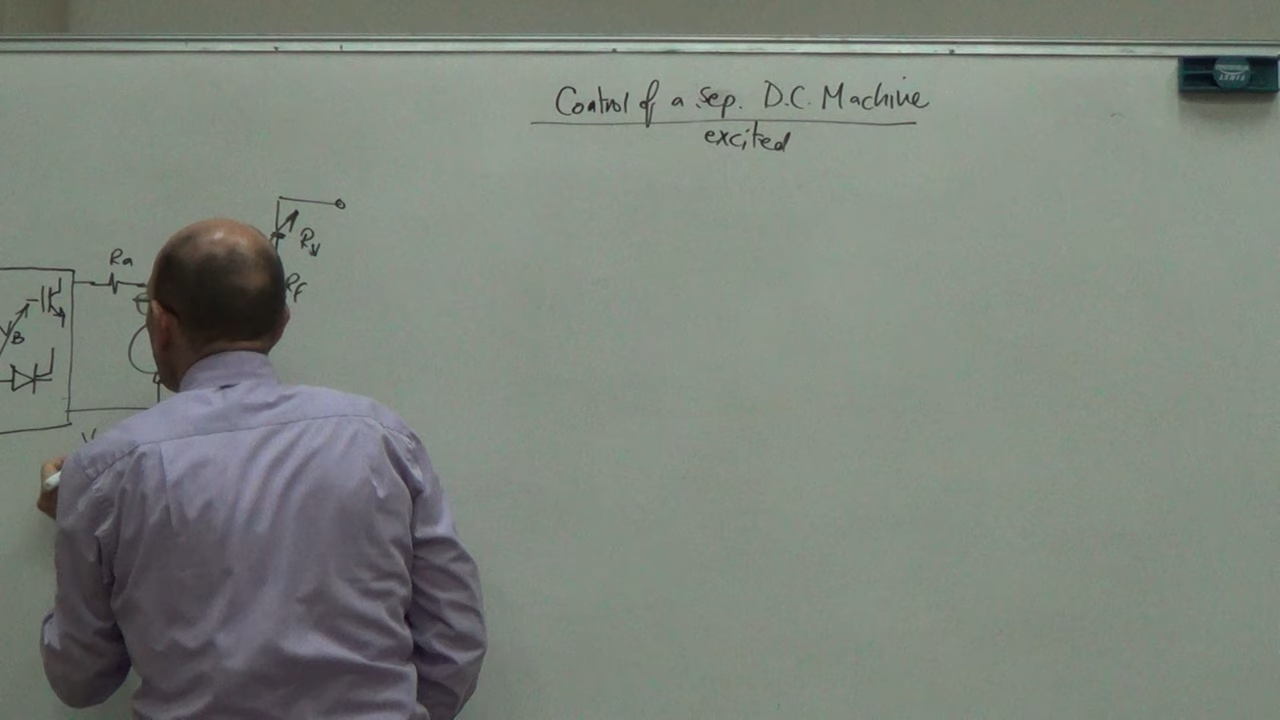 Control of a Sep. D.C. Machine
excited
Rv
Ra
Rf
B
V